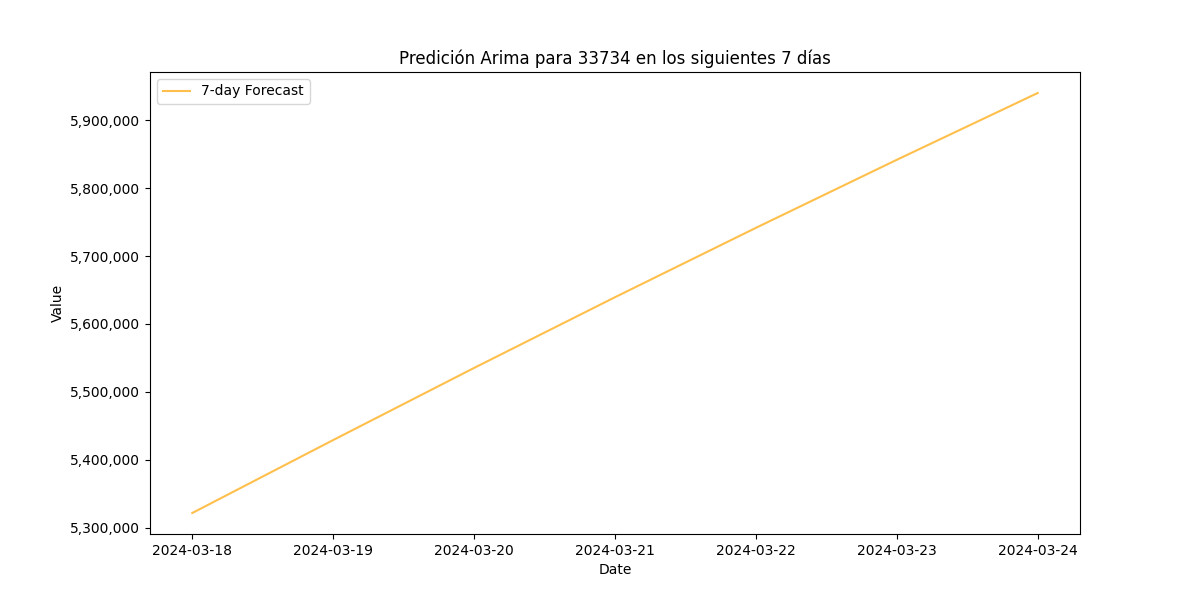 Predición Arima para 33734 en los siguientes 7 días
7-day Forecast
Value
5,900,000
5,800,000
5,700,000
5,600,000
5,500,000
5,400,000
5,300,000
2024-03-18 2024-03-19 2024-03-20 2024-03-21 2024-03-22 2024-03-23 2024-03-24
Date